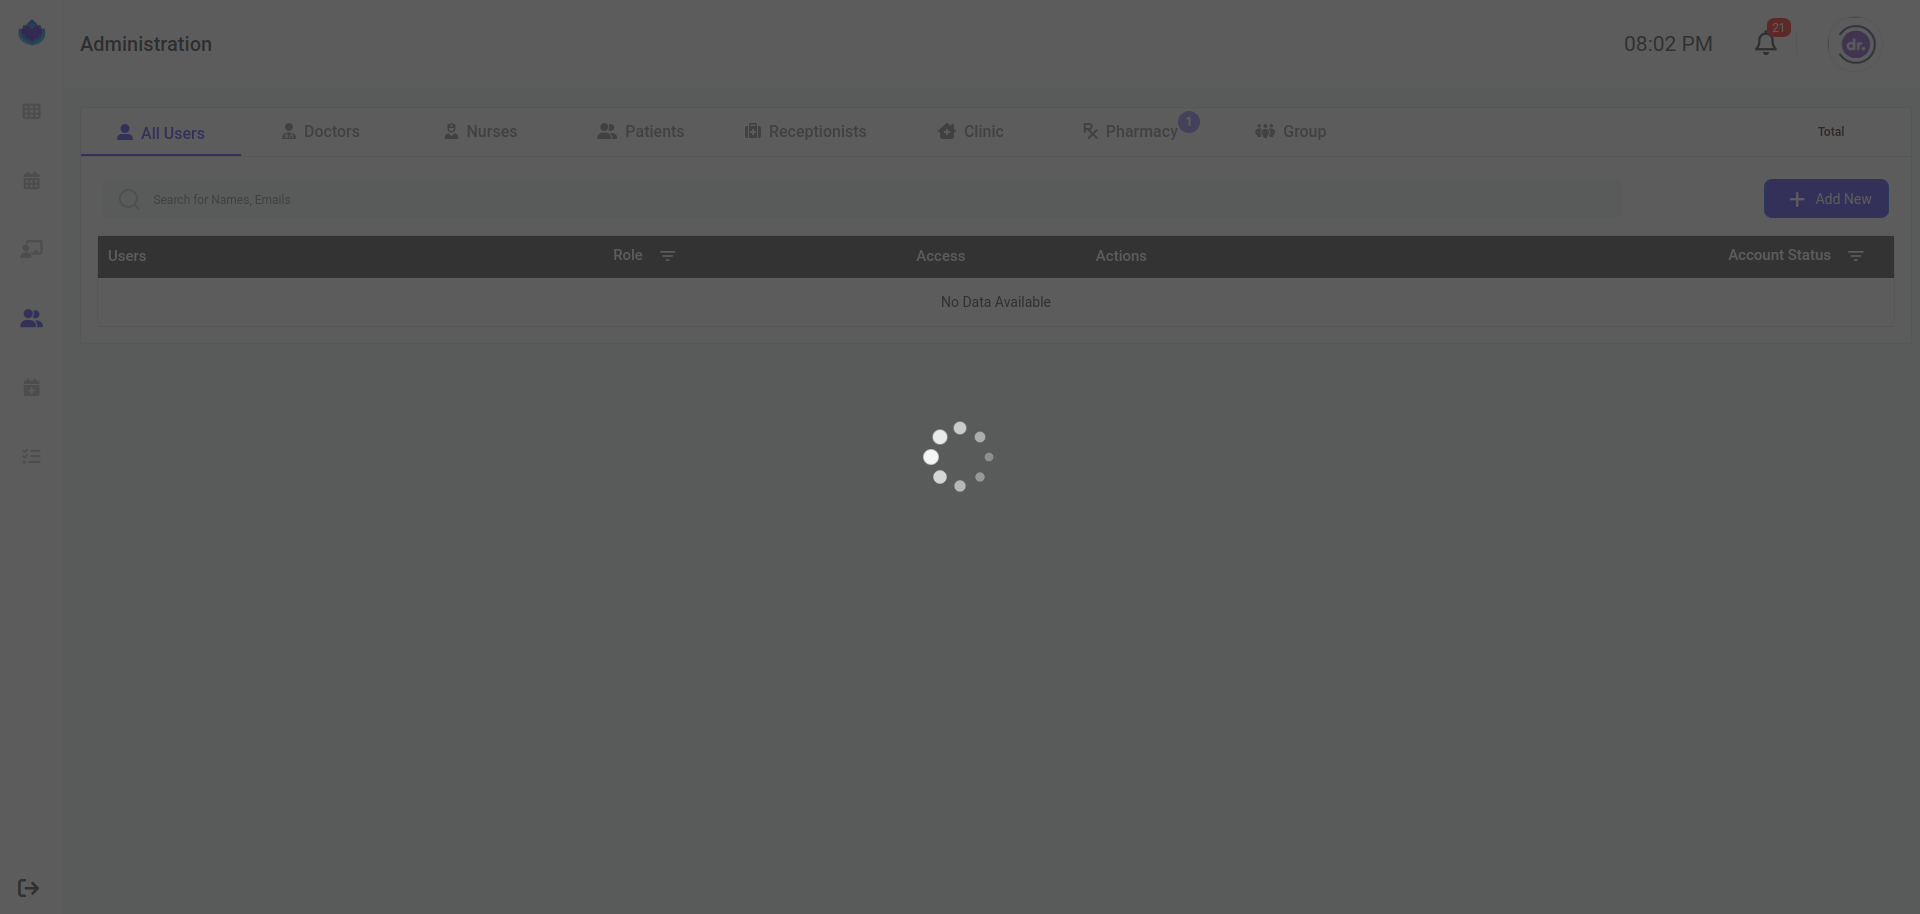 Administration
08:02 PM
21
dr.
All Users
Doctors
Nurses
Patients
Receptionists
Clinic
Pharmacy
1
Group
Total
Search for Names, Emails
Add New
Users
Role
Access
Actions
Account Status
No Data Available